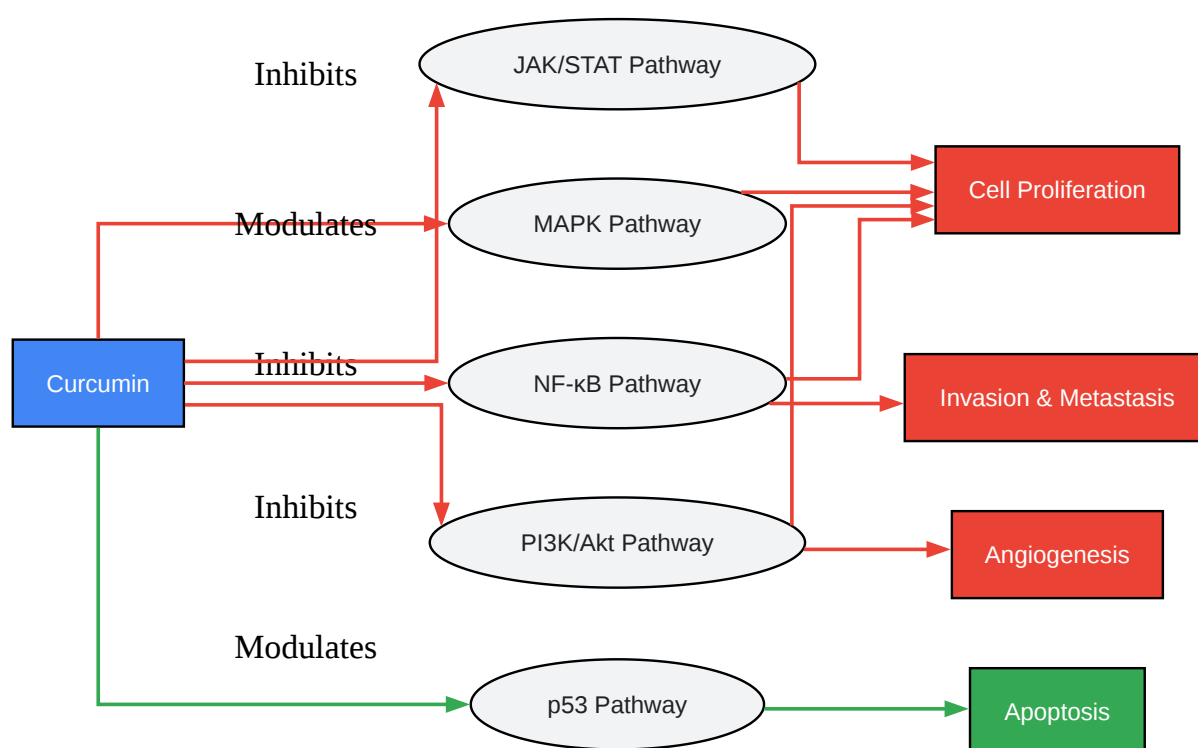 Inhibits
JAK/STAT Pathway
Cell Proliferation
Modulates
MAPK Pathway
Curcumin
Inhibits
NF-κB Pathway
Invasion & Metastasis
Inhibits
PI3K/Akt Pathway
Angiogenesis
Modulates
p53 Pathway
Apoptosis